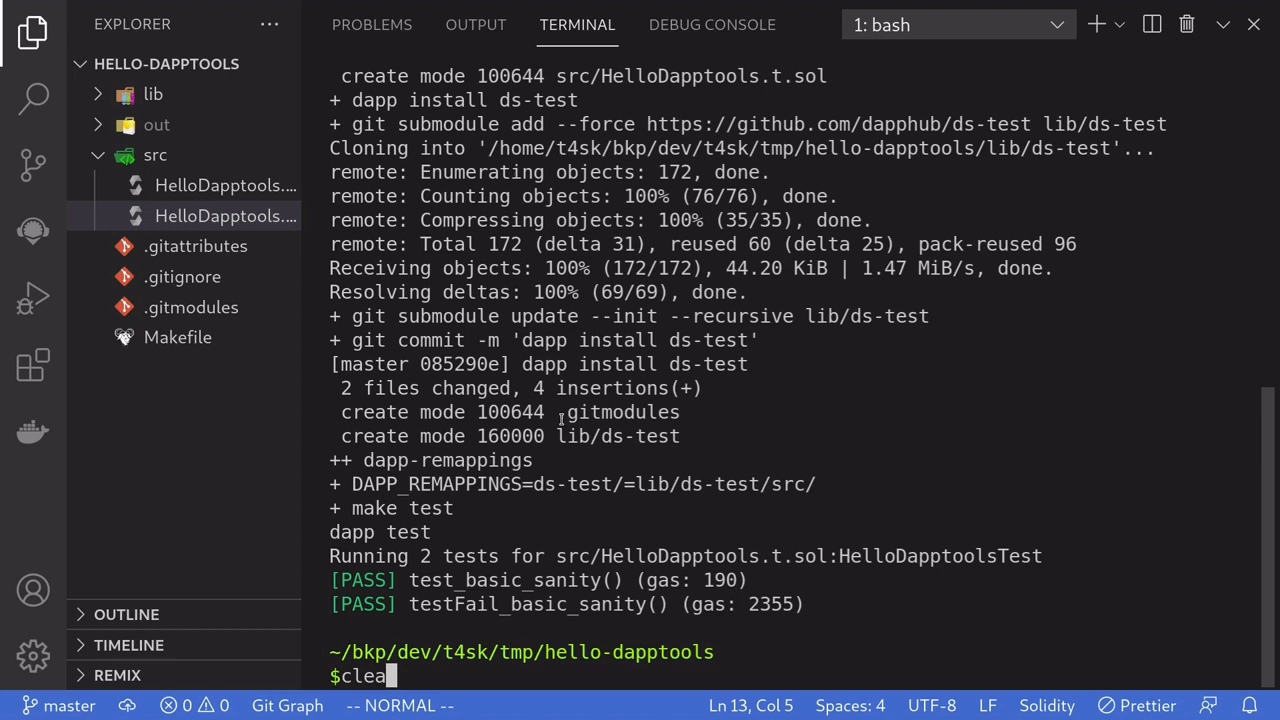 EXPLORER
HELLO-DAPPTOOLS
lib
out
src
HelloDapptools....
HelloDapptools....
.gitattributes
.gitignore
.gitmodules
Makefile
OUTLINE
TIMELINE
REMIX
PROBLEMS OUTPUT TERMINAL DEBUG CONSOLE 1: bash
create mode 100644 src/HelloDapptools.t.sol
+ dapp install ds-test
+ git submodule add --force https://github.com/dapphub/ds-test lib/ds-test
Cloning into '/home/t4sk/bkp/dev/t4sk/tmp/hello-dapptools/lib/ds-test'...
remote: Enumerating objects: 172, done.
remote: Counting objects: 100% (76/76), done.
remote: Compressing objects: 100% (35/35), done.
remote: Total 172 (delta 31), reused 60 (delta 25), pack-reused 96
Receiving objects: 100% (172/172), 44.20 KiB | 1.47 MiB/s, done.
Resolving deltas: 100% (69/69), done.
+ git submodule update --init --recursive lib/ds-test
+ git commit -m 'dapp install ds-test'
[master 085290e] dapp install ds-test
2 files changed, 4 insertions(+)
create mode 100644 .gitmodules
create mode 160000 lib/ds-test
++ dapp-remappings
+ DAPP_REMAPPINGS=ds-test/=lib/ds-test/src/
+ make test
dapp test
Running 2 tests for src/HelloDapptools.t.sol:HelloDapptoolsTest
[PASS] test_basic_sanity() (gas: 190)
[PASS] testFail_basic_sanity() (gas: 2355)
~/bkp/dev/t4sk/tmp/hello-dapptools
$clea
master 0 0 Git Graph -- NORMAL -- Ln 13, Col 5 Spaces: 4 UTF-8 LF Solidity Prettier